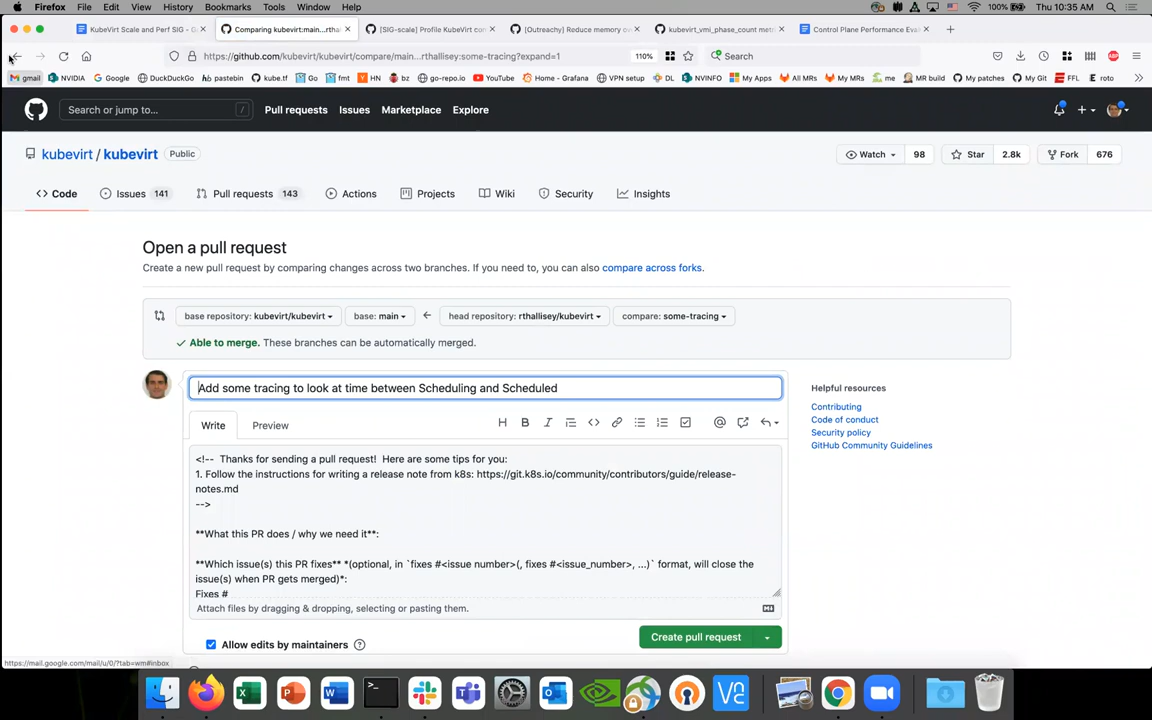 Firefox File Edit View History Bookmarks Tools Window Help
100% Thu 10:35 AM
KubeVirt Scale and Perf SIG - G
Comparing kubevirt:main...rth
[SIG-scale] Profile KubeVirt con
[Outreachy] Reduce memory ov
kubevirt_vmi_phase_count met
Control Plane Performance Eva
https://github.com/kubevirt/kubevirt/compare/main...rthallisey:some-tracing?expand=1
110%
Search
gmail NVIDIA Google DuckDuckGo pastebin kube.tf Go fmt HN go-repo.io YouTube Home - Grafana VPN setup DL NVINFO My Apps All MRs My MRs me MR build My patches My Git FFL roto
Search or jump to... /
Pull requests Issues Marketplace Explore
kubevirt / kubevirt Public
Watch 98 Star 2.8k Fork 676
Code Issues 141 Pull requests 143 Actions Projects Wiki Security Insights
Open a pull request
Create a new pull request by comparing changes across two branches. If you need to, you can also compare across forks.
base repository: kubevirt/kubevirt base: main head repository: rthallisey/kubevirt compare: some-tracing
Able to merge. These branches can be automatically merged.
Add some tracing to look at time between Scheduling and Scheduled
Write Preview
<!-- Thanks for sending a pull request! Here are some tips for you:
1. Follow the instructions for writing a release note from k8s: https://git.k8s.io/community/contributors/guide/release-
notes.md
-->
**What this PR does / why we need it**:
**Which issue(s) this PR fixes** *(optional, in `fixes #<issue number>(, fixes #<issue_number>, ...)` format, will close the
issue(s) when PR gets merged)*:
Fixes #
Attach files by dragging & dropping, selecting or pasting them.
Allow edits by maintainers
Create pull request
Helpful resources
Contributing
Code of conduct
Security policy
GitHub Community Guidelines
https://mail.google.com/mail/u/0/?tab=wm#inbox